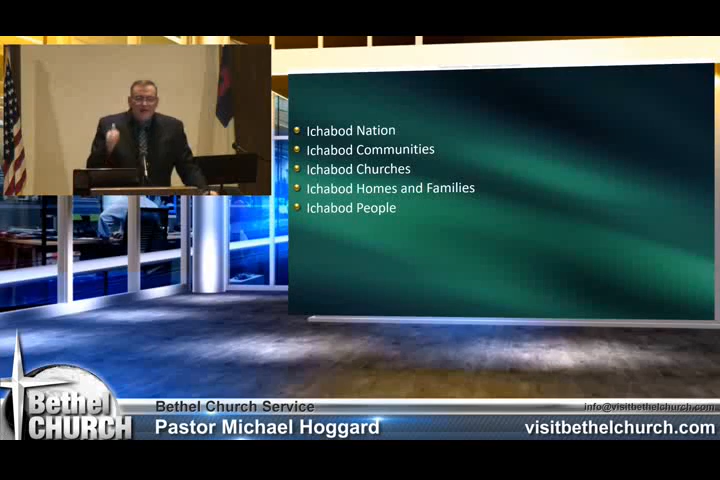 Ichabod Nation
Ichabod Communities
Ichabod Churches
Ichabod Homes and Families
Ichabod People
Bethel
CHURCH
Bethel Church Service
info@visitbethelchurch.com
Pastor Michael Hoggard
visitbethelchurch.com